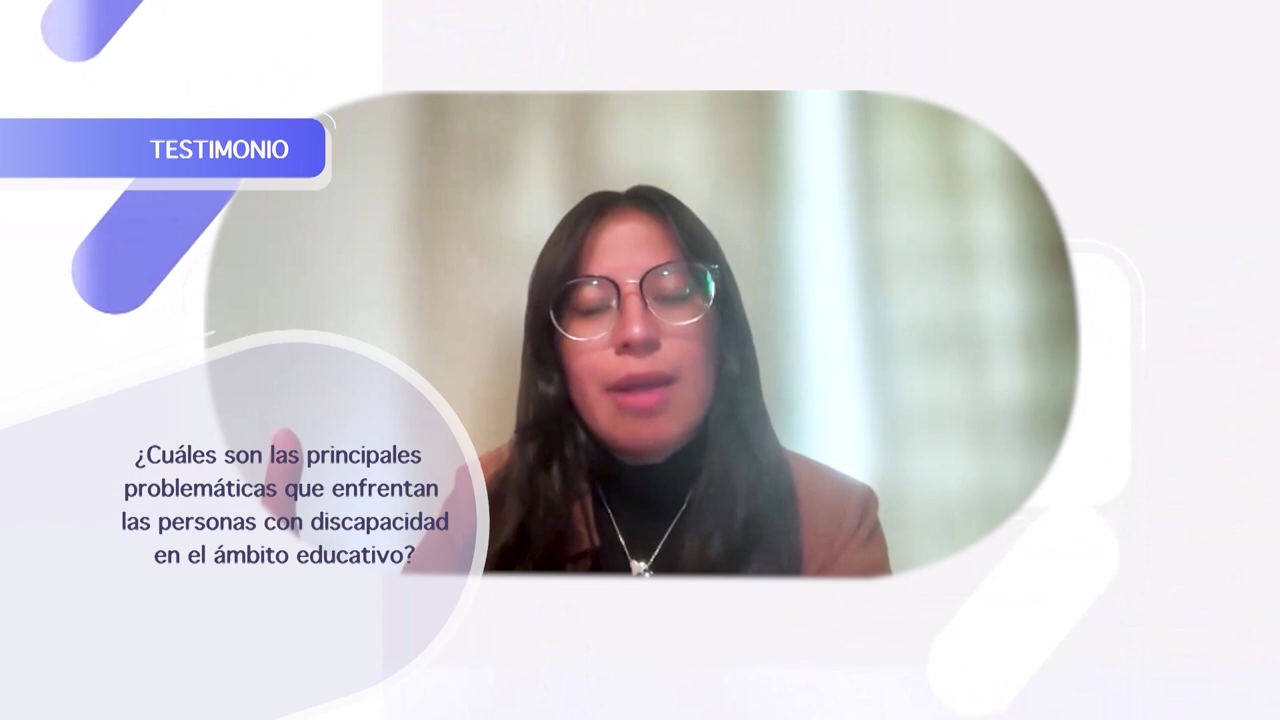 TESTIMONIO
¿Cuáles son las principales
problemáticas que enfrentan
las personas con discapacidad
en el ámbito educativo?